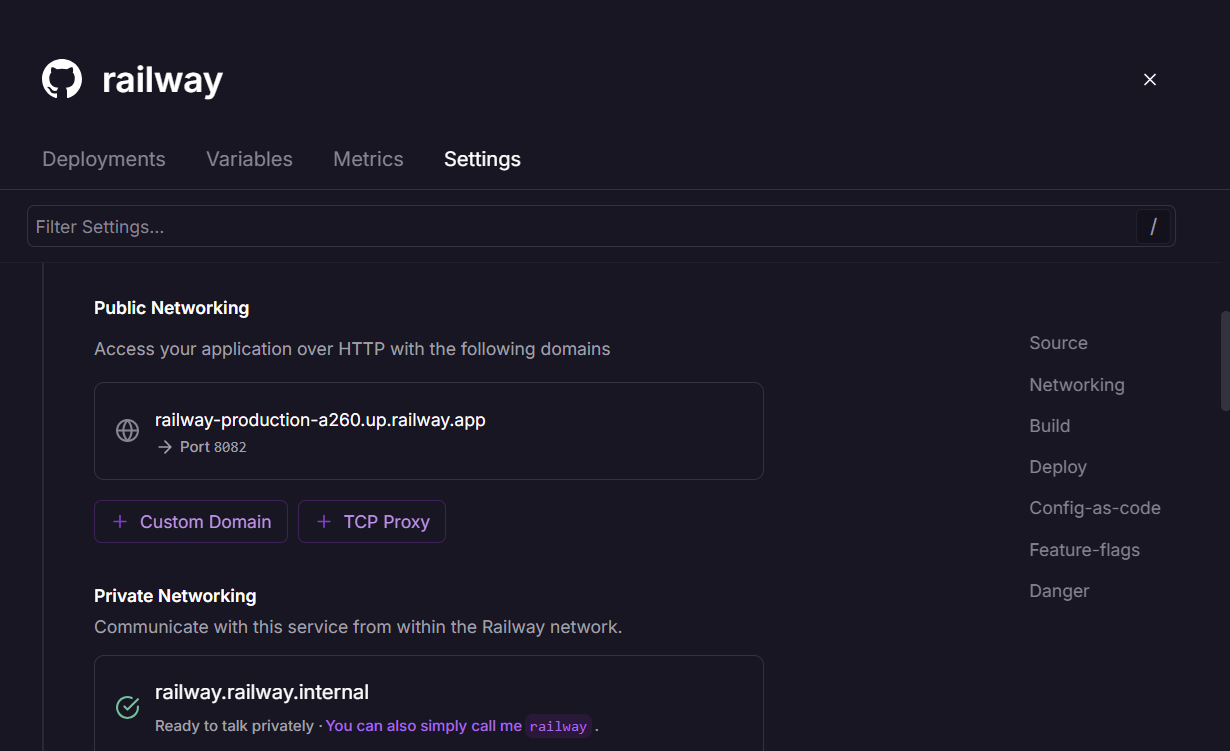 railway
Deployments Variables Metrics Settings
Filter Settings... /
Public Networking
Access your application over HTTP with the following domains
railway-production-a260.up.railway.app
→ Port 8082
+ Custom Domain + TCP Proxy
Private Networking
Communicate with this service from within the Railway network.
railway.railway.internal
Ready to talk privately · You can also simply call me railway .
Source
Networking
Build
Deploy
Config-as-code
Feature-flags
Danger